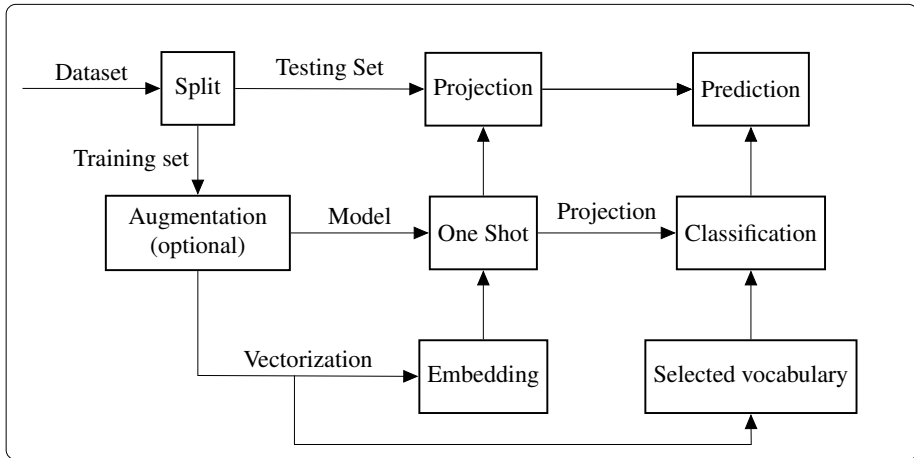 Dataset
Split
Testing Set
Projection
Prediction
Training set
Augmentation
(optional)
Model
One Shot
Projection
Classification
Vectorization
Embedding
Selected vocabulary